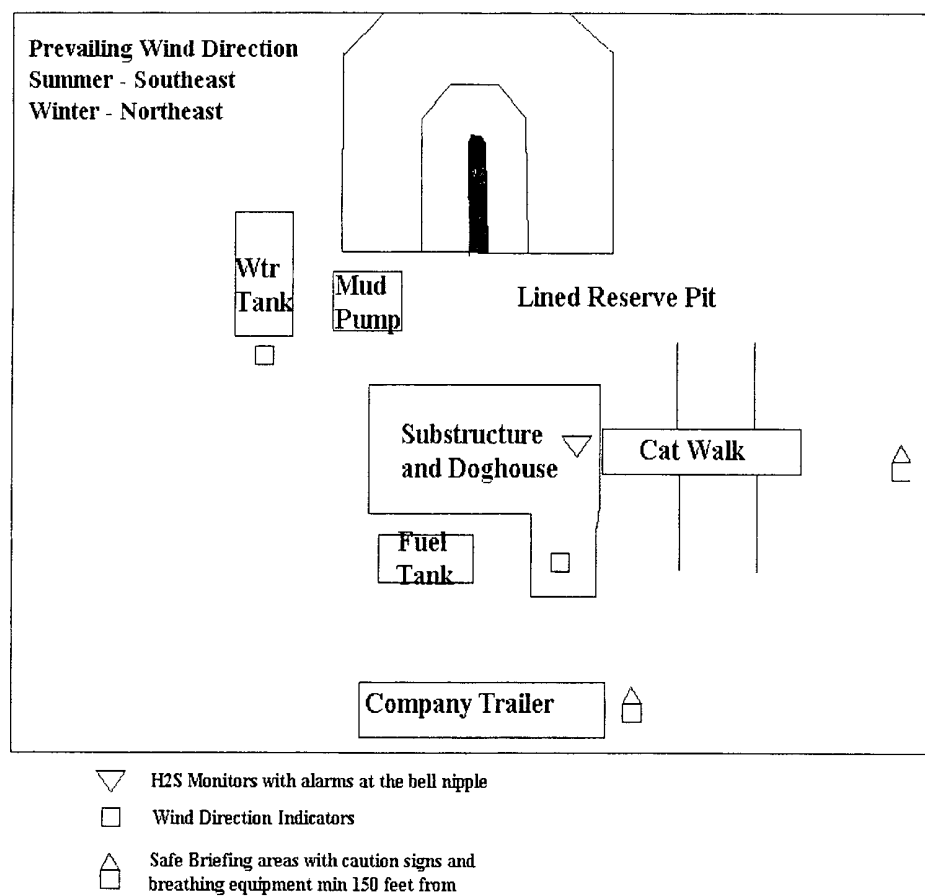 Prevailing Wind Direction
Summer - Southeast
Winter - Northeast
Wtr
Tank
Mud
Pump
Lined Reserve Pit
Substructure
and Doghouse
Cat Walk
Fuel
Tank
Company Trailer
H2S Monitors with alarms at the bell nipple
Wind Direction Indicators
Safe Briefing areas with caution signs and
breathing equipment min 150 feet from